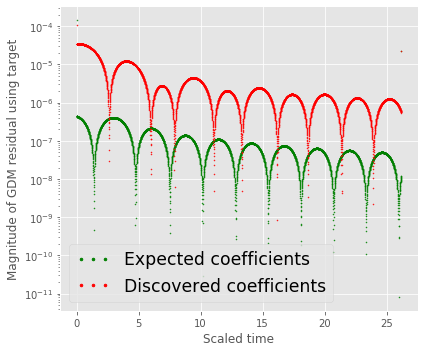 Magnitude of GDM residual using target
10⁻⁴
10⁻⁵
10⁻⁶
10⁻⁷
10⁻⁸
10⁻⁹
10⁻¹⁰
10⁻¹¹
Expected coefficients
Discovered coefficients
0 5 10 15 20 25
Scaled time